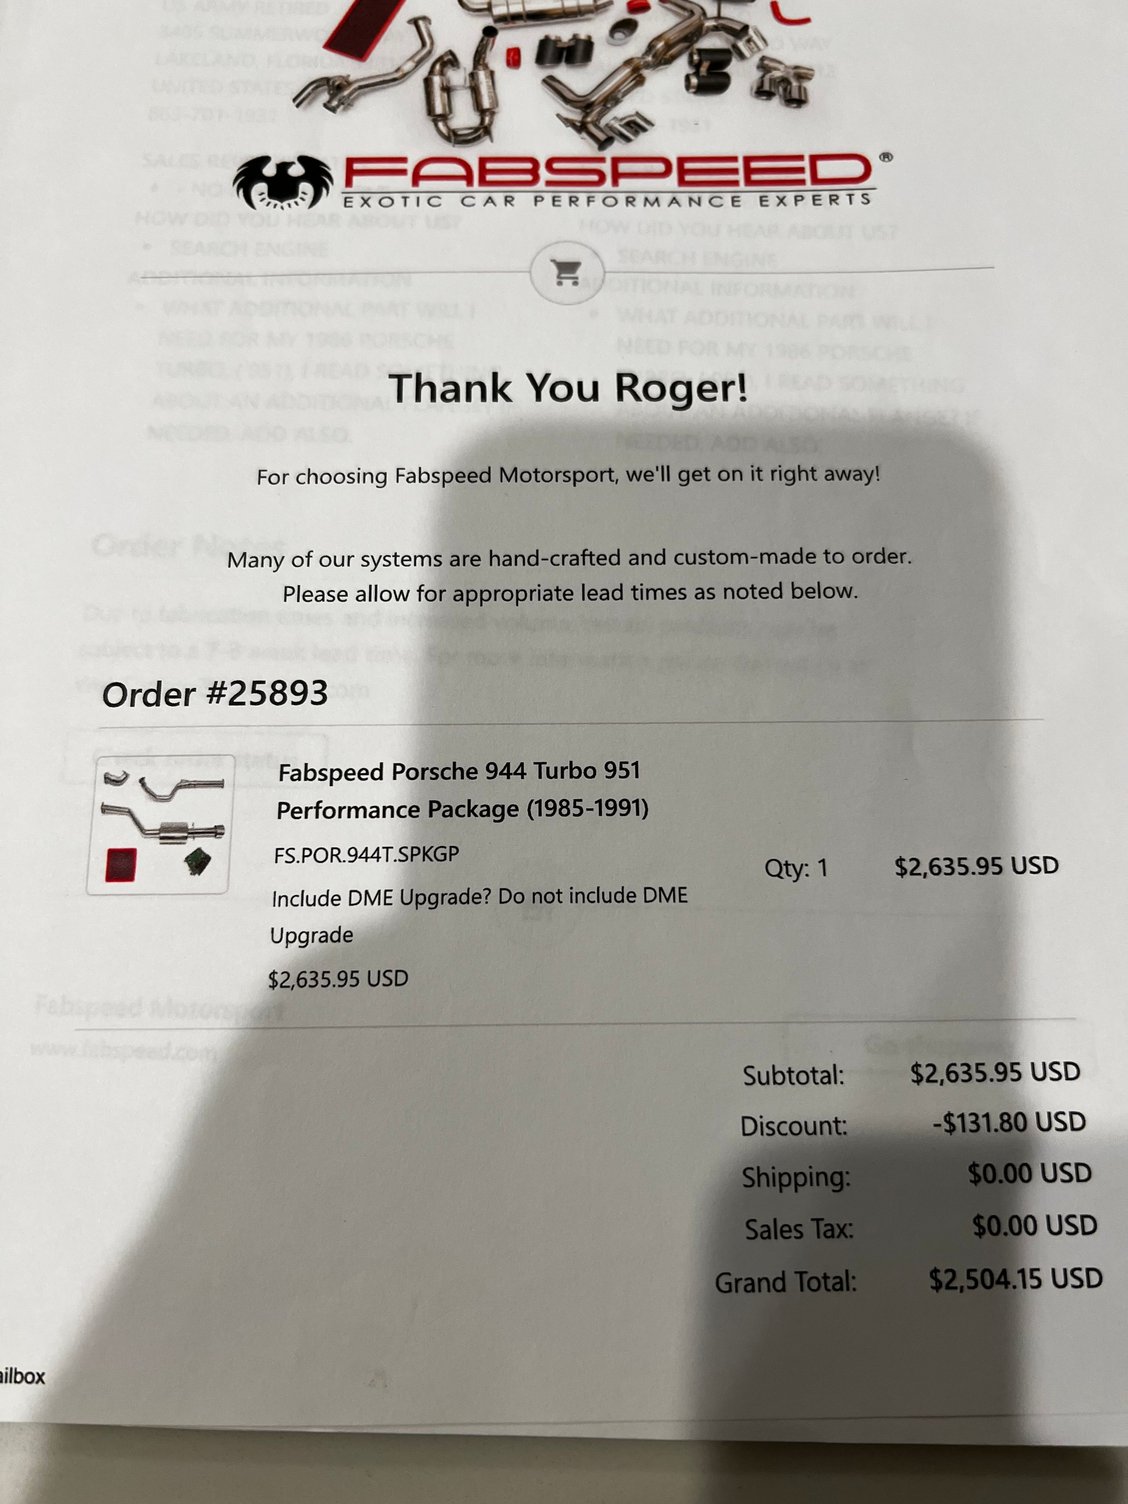 FABSPEED®
EXOTIC CAR PERFORMANCE EXPERTS
Thank You Roger!
For choosing Fabspeed Motorsport, we'll get on it right away!
Many of our systems are hand-crafted and custom-made to order.
Please allow for appropriate lead times as noted below.
Order #25893
Fabspeed Porsche 944 Turbo 951
Performance Package (1985-1991)
FS.POR.944T.SPKGP
Include DME Upgrade? Do not include DME
Upgrade
$2,635.95 USD
Qty: 1 $2,635.95 USD
Subtotal: $2,635.95 USD
Discount: -$131.80 USD
Shipping: $0.00 USD
Sales Tax: $0.00 USD
Grand Total: $2,504.15 USD
ailbox